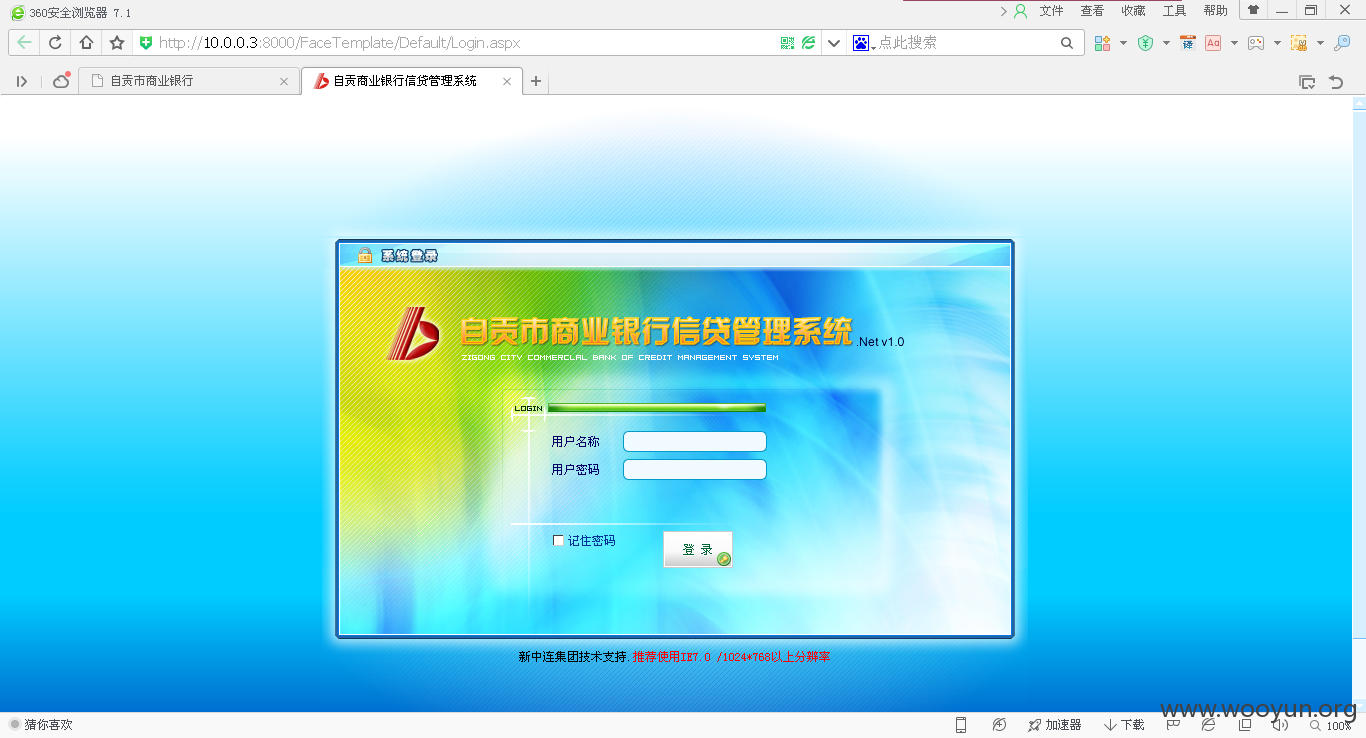 360安全浏览器 7.1
文件 查看 收藏 工具 帮助
http://10.0.0.3:8000/FaceTemplate/Default/Login.aspx
点此搜索
译
Aa
自贡市商业银行
自贡商业银行信贷管理系统
系统登录
自贡市商业银行信贷管理系统 .Net v1.0
ZIGONG CITY COMMERCLAL BANK OF CREDIT MANAGEMENT SYSTEM
LOGIN
用户名称
用户密码
记住密码
登 录
新中连集团技术支持.推荐使用IE7.0 /1024*768以上分辨率
www.wooyun.org
猜你喜欢
加速器
下载
100%